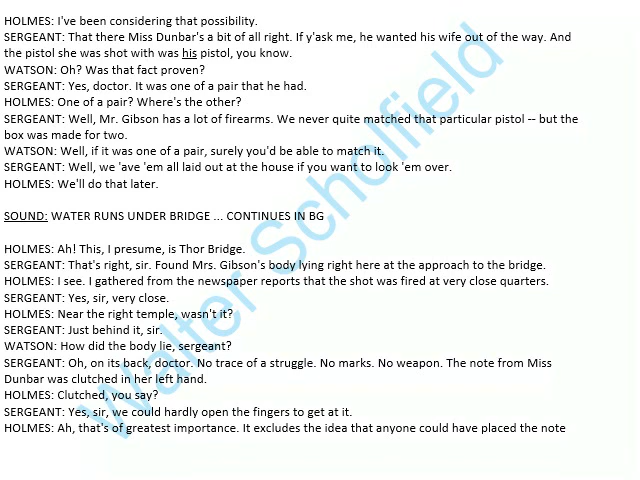 HOLMES: I've been considering that possibility.
SERGEANT: That there Miss Dunbar's a bit of all right. If y'ask me, he wanted his wife out of the way. And
the pistol she was shot with was his pistol, you know.
WATSON: Oh? Was that fact proven?
SERGEANT: Yes, doctor. It was one of a pair that he had.
HOLMES: One of a pair? Where's the other?
SERGEANT: Well, Mr. Gibson has a lot of firearms. We never quite matched that particular pistol -- but the
box was made for two.
WATSON: Well, if it was one of a pair, surely you'd be able to match it.
SERGEANT: Well, we 'ave 'em all laid out at the house if you want to look 'em over.
HOLMES: We'll do that later.
SOUND: WATER RUNS UNDER BRIDGE ... CONTINUES IN BG
HOLMES: Ah! This, I presume, is Thor Bridge.
SERGEANT: That's right, sir. Found Mrs. Gibson's body lying right here at the approach to the bridge.
HOLMES: I see. I gathered from the newspaper reports that the shot was fired at very close quarters.
SERGEANT: Yes, sir, very close.
HOLMES: Near the right temple, wasn't it?
SERGEANT: Just behind it, sir.
WATSON: How did the body lie, sergeant?
SERGEANT: Oh, on its back, doctor. No trace of a struggle. No marks. No weapon. The note from Miss
Dunbar was clutched in her left hand.
HOLMES: Clutched, you say?
SERGEANT: Yes, sir, we could hardly open the fingers to get at it.
HOLMES: Ah, that's of greatest importance. It excludes the idea that anyone could have placed the note
Walter Scholfield